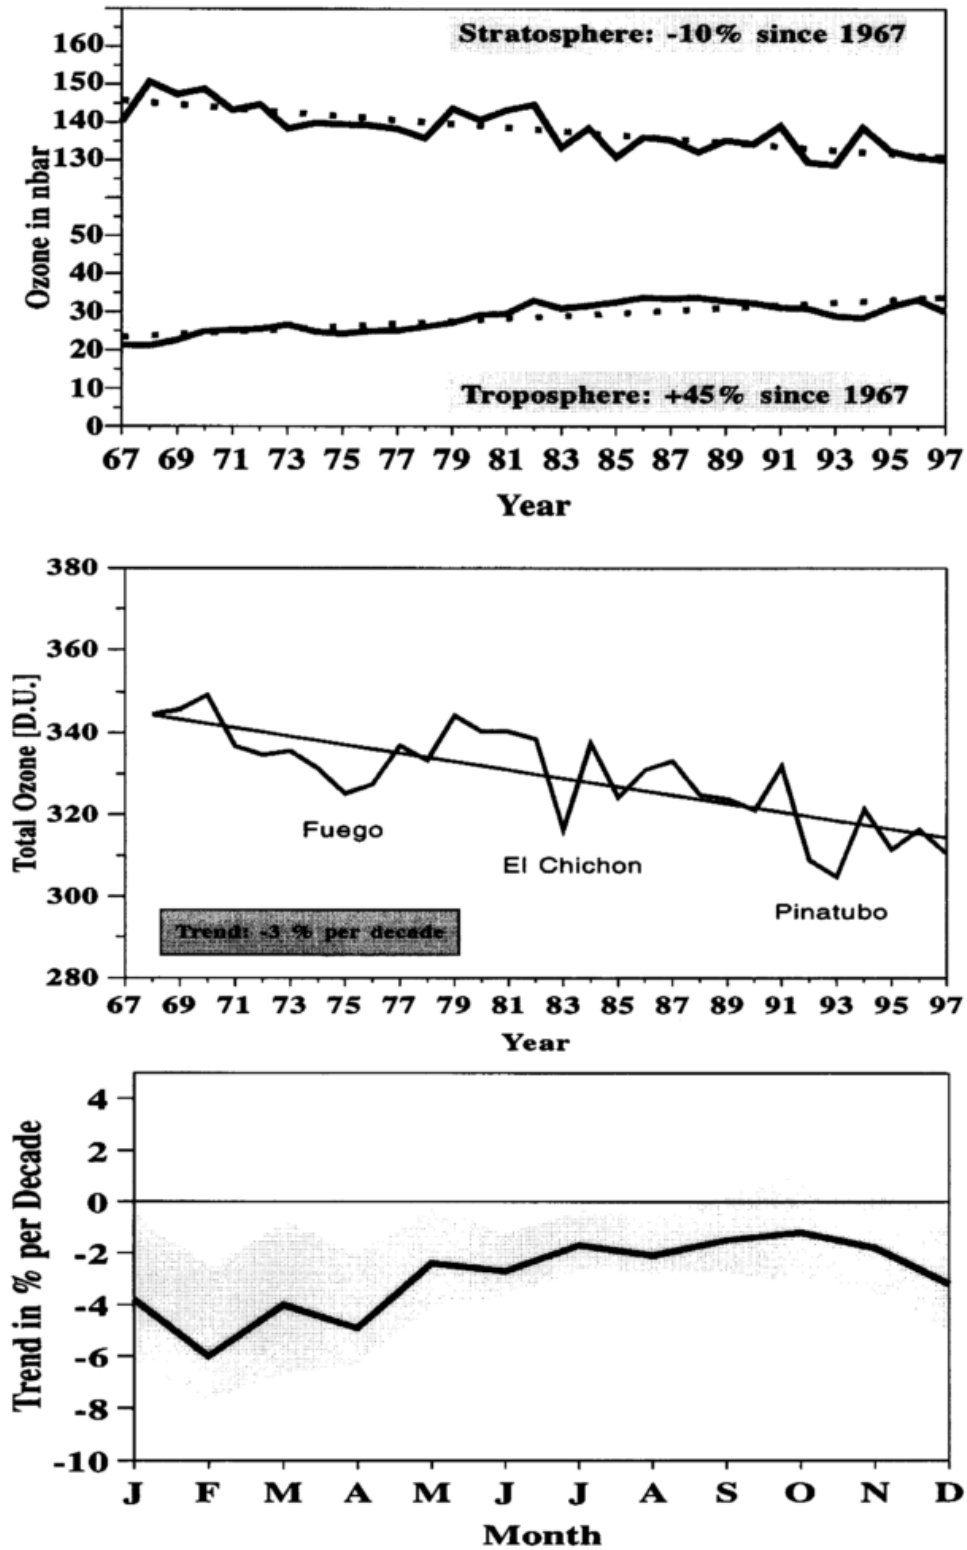 Stratosphere: -10% since 1967
160
150
140
130
50
40
30
20
10
0
Ozone in nbar
Troposphere: +45% since 1967
67 69 71 73 75 77 79 81 83 85 87 89 91 93 95 97
Year
380
360
340
320
300
280
Total Ozone [D.U.]
Fuego
El Chichon
Pinatubo
Trend: -3 % per decade
67 69 71 73 75 77 79 81 83 85 87 89 91 93 95 97
Year
4
2
0
-2
-4
-6
-8
-10
Trend in % per Decade
J F M A M J J A S O N D
Month